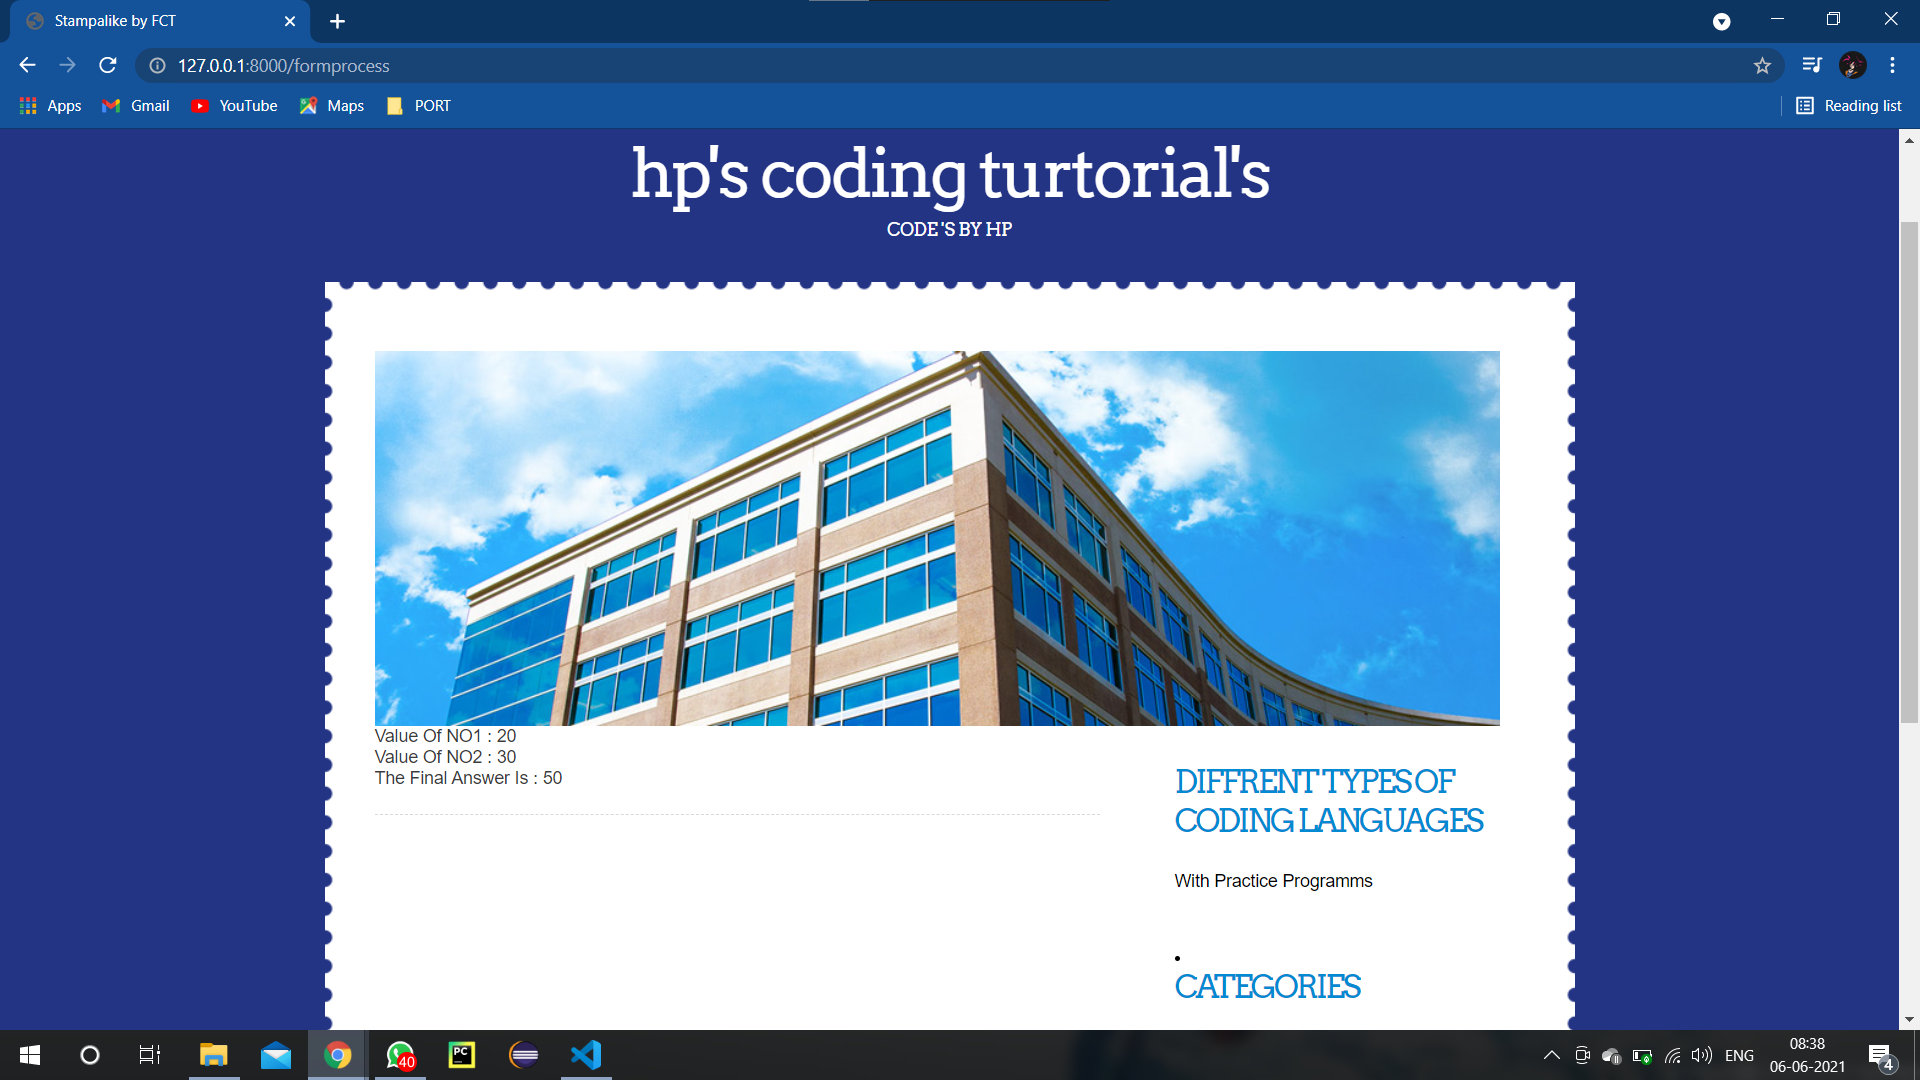 Stampalike by FCT
127.0.0.1:8000/formprocess
Apps Gmail YouTube Maps PORT Reading list
hp's coding turtorial's
CODE'S BY HP
Value Of NO1 : 20
Value Of NO2 : 30
The Final Answer Is : 50
DIFFRENT TYPES OF
CODING LANGUAGES
With Practice Programms
CATEGORIES
40
PC
ENG
08:38
06-06-2021
4